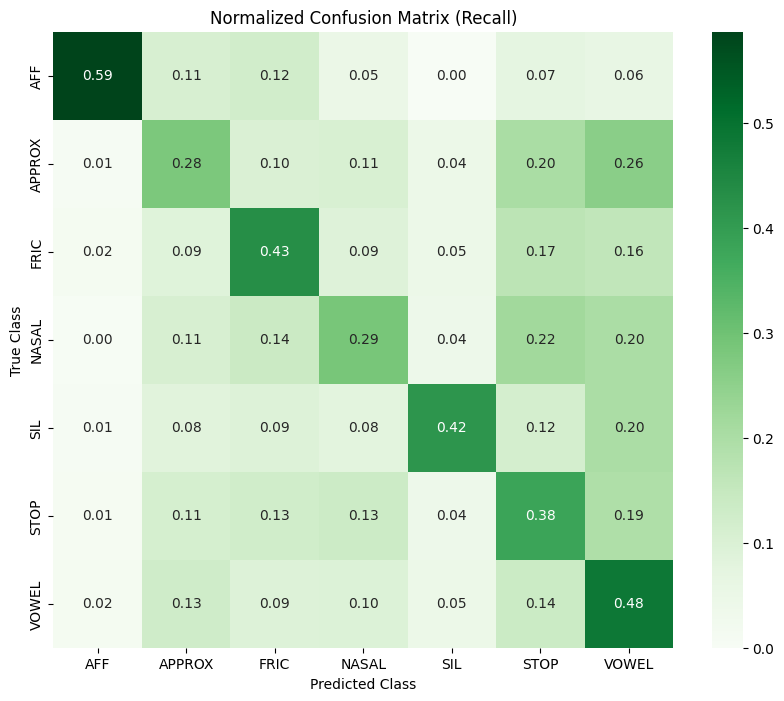 Normalized Confusion Matrix (Recall)
AFF 0.59 0.11 0.12 0.05 0.00 0.07 0.06
APPROX 0.01 0.28 0.10 0.11 0.04 0.20 0.26
FRIC 0.02 0.09 0.43 0.09 0.05 0.17 0.16
NASAL 0.00 0.11 0.14 0.29 0.04 0.22 0.20
SIL 0.01 0.08 0.09 0.08 0.42 0.12 0.20
STOP 0.01 0.11 0.13 0.13 0.04 0.38 0.19
VOWEL 0.02 0.13 0.09 0.10 0.05 0.14 0.48
AFF APPROX FRIC NASAL SIL STOP VOWEL
Predicted Class
True Class
0.5
0.4
0.3
0.2
0.1
0.0